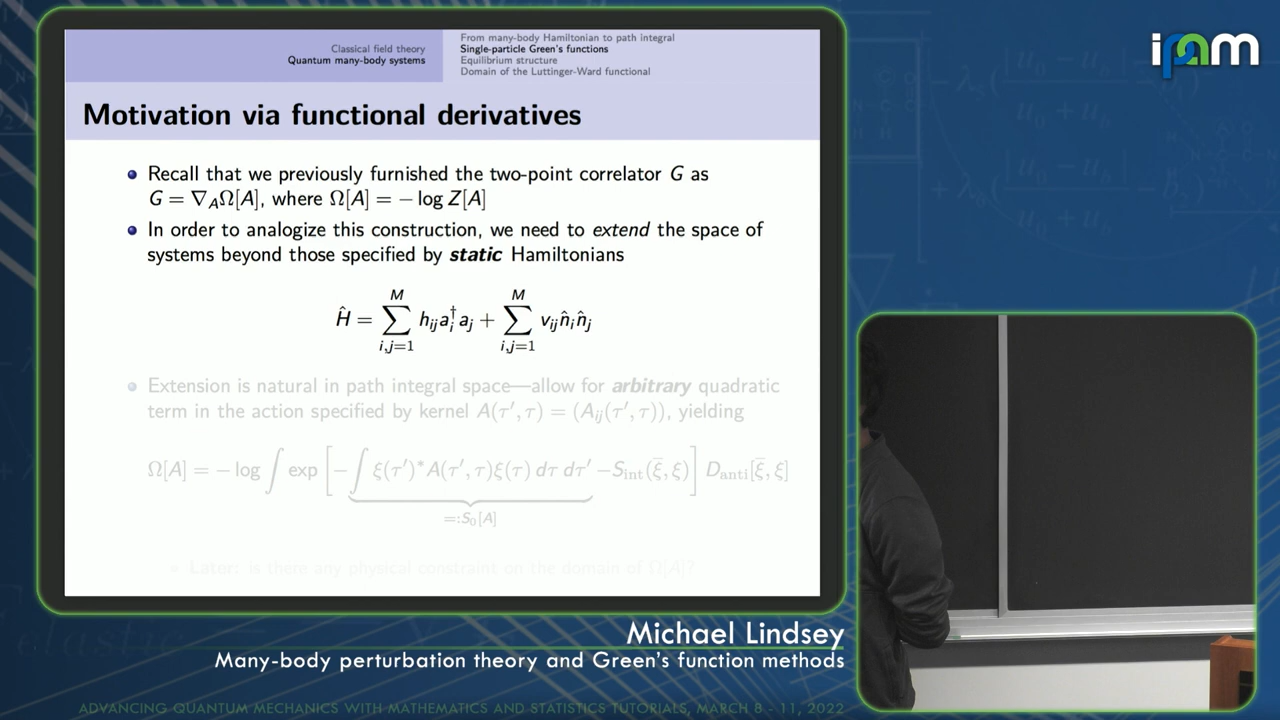 Classical field theory
Quantum many-body systems
From many-body Hamiltonian to path integral
Single-particle Green's functions
Equilibrium structure
Domain of the Luttinger-Ward functional
ipam
Motivation via functional derivatives
Recall that we previously furnished the two-point correlator G as
G = ∇_AΩ[A], where Ω[A] = − log Z[A]
In order to analogize this construction, we need to extend the space of
systems beyond those specified by static Hamiltonians
Ĥ = ∑_{i,j=1}^{M} h_{ij} a_i^† a_j + ∑_{i,j=1}^{M} v_{ij} n̂_i n̂_j
Extension is natural in path integral space—allow for arbitrary quadratic
term in the action specified by kernel A(τ′, τ) = (A_{ij}(τ′, τ)), yielding
Ω[A] = − log ∫ exp [ − ∫ ξ(τ′)* A(τ′, τ)ξ(τ) dτ dτ′ − S_int(ξ̅, ξ) ] D_anti[ξ̅, ξ]
=:S_0[A]
Later: is there any physical constraint on the domain of Ω[A]?
Michael Lindsey
Many-body perturbation theory and Green's function methods
ADVANCING QUANTUM MECHANICS WITH MATHEMATICS AND STATISTICS TUTORIALS, MARCH 8 - 11, 2022